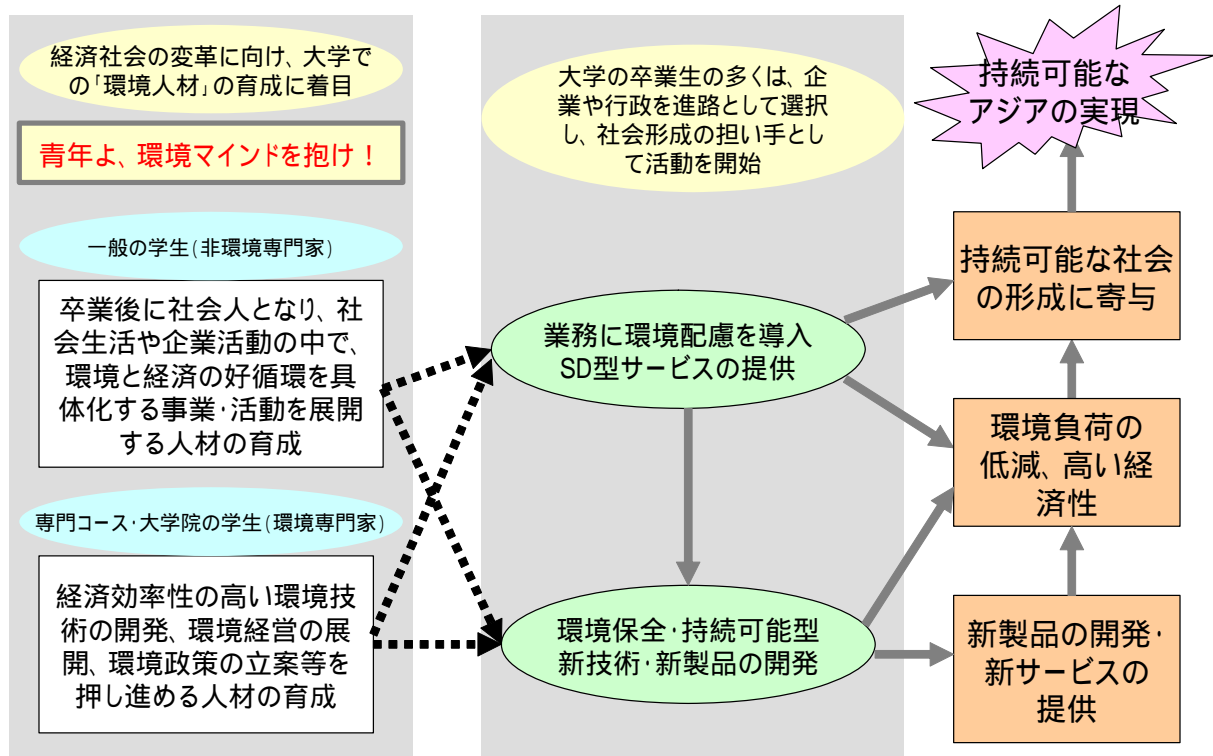 経済社会の変革に向け、大学で
の「環境人材」の育成に着目
青年よ、環境マインドを抱け！
一般の学生(非環境専門家)
卒業後に社会人となり、社
会生活や企業活動の中で、
環境と経済の好循環を具
体化する事業・活動を展開
する人材の育成
専門コース・大学院の学生(環境専門家)
経済効率性の高い環境技
術の開発、環境経営の展
開、環境政策の立案等を
押し進める人材の育成
大学の卒業生の多くは、企
業や行政を進路として選択
し、社会形成の担い手とし
て活動を開始
業務に環境配慮を導入
SD型サービスの提供
環境保全・持続可能型
新技術・新製品の開発
持続可能な
アジアの実現
持続可能な社会
の形成に寄与
環境負荷の
低減、高い経
済性
新製品の開発・
新サービスの
提供